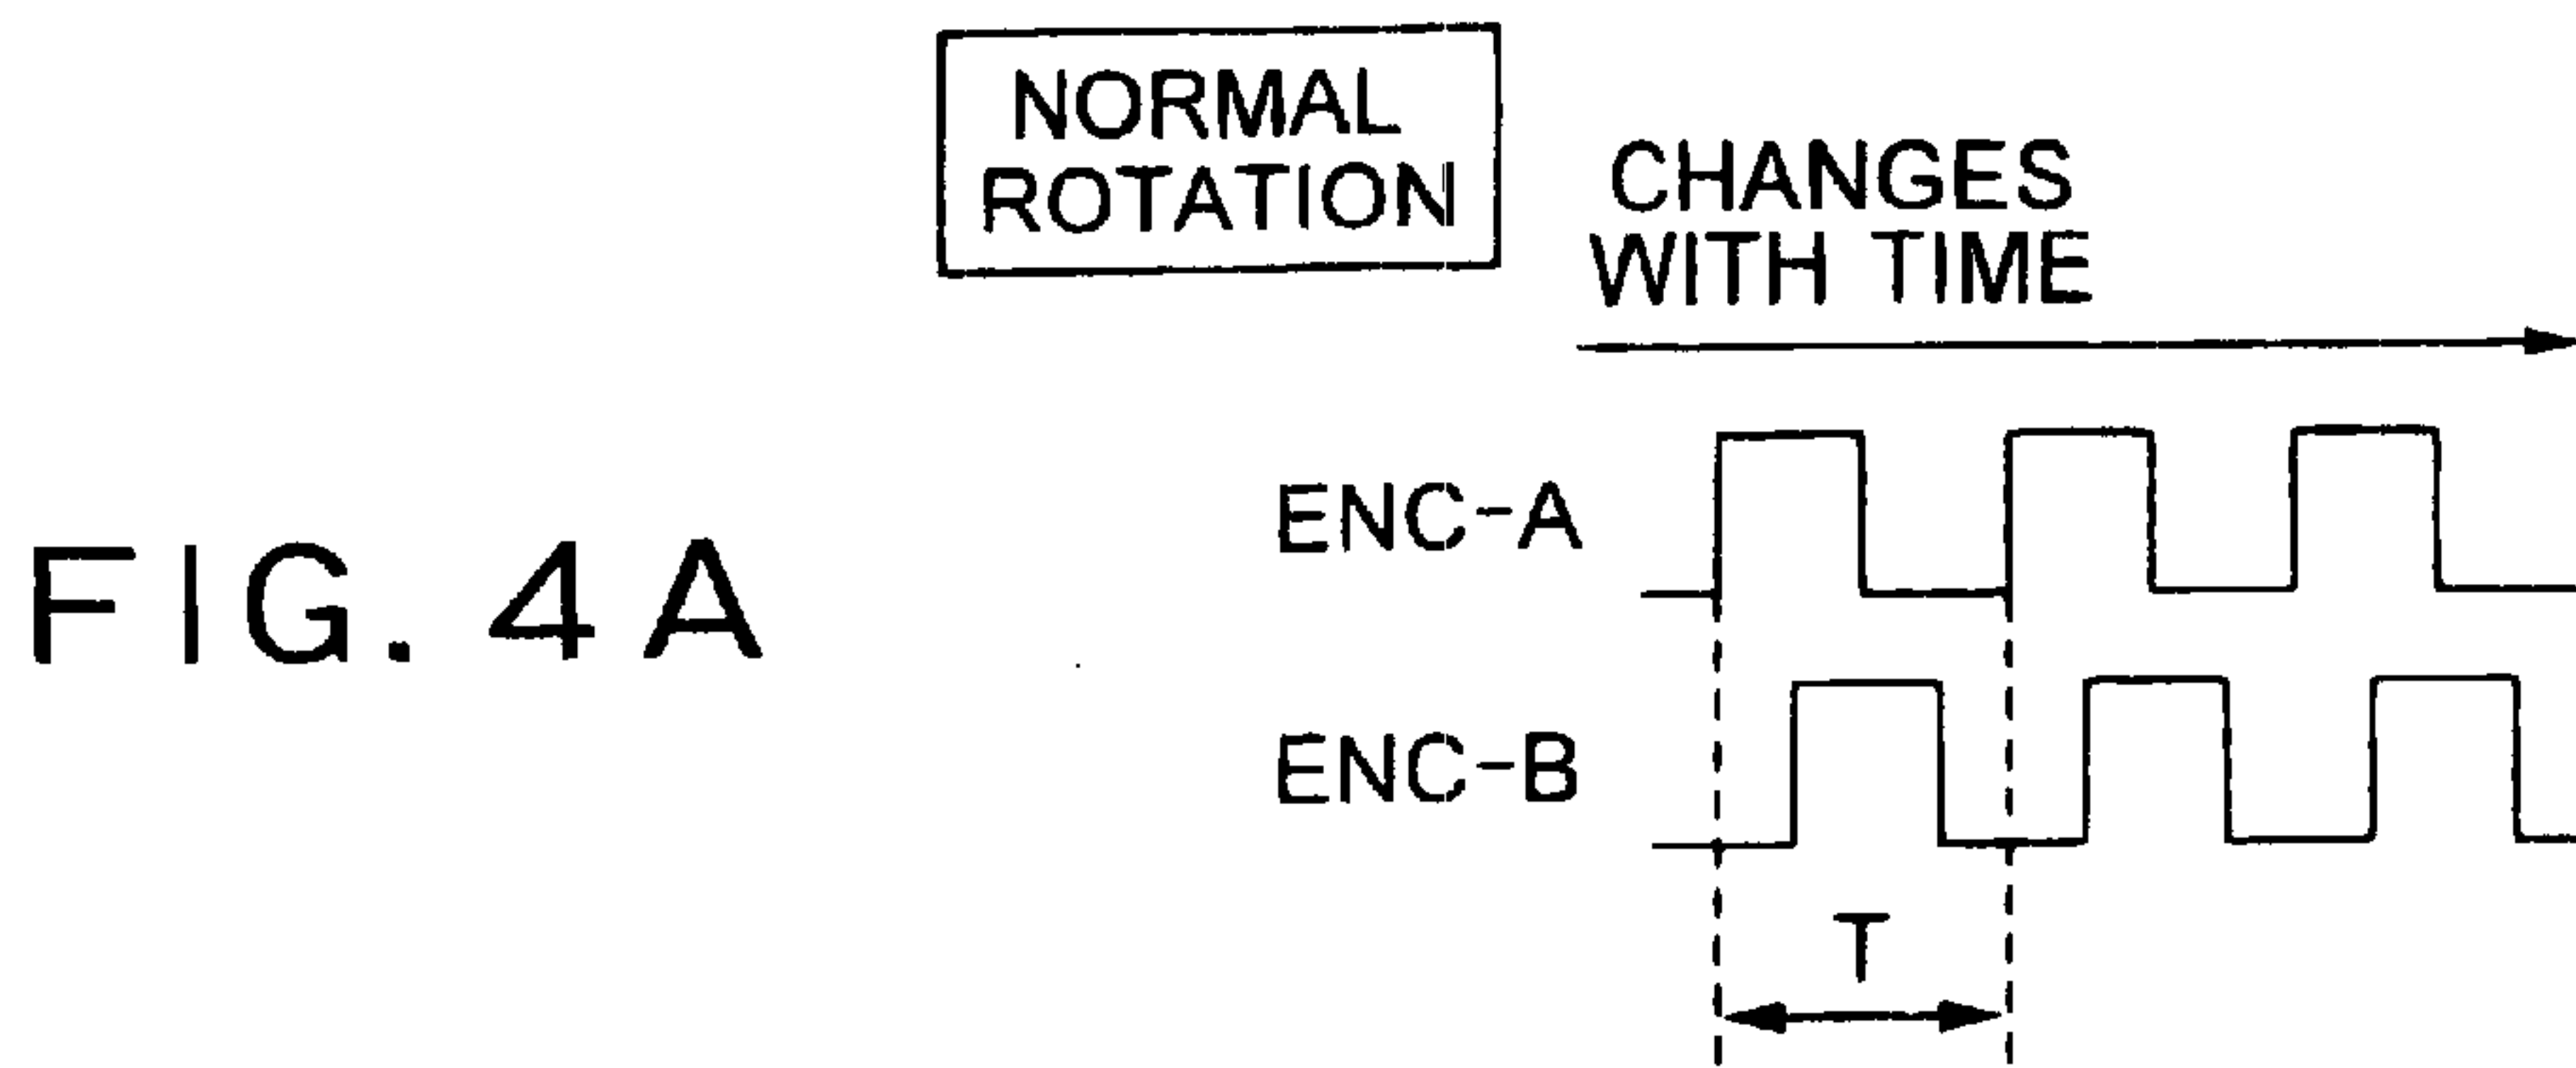 NORMAL
ROTATION
CHANGES
WITH TIME
ENC-A
FIG. 4A
ENC-B
T